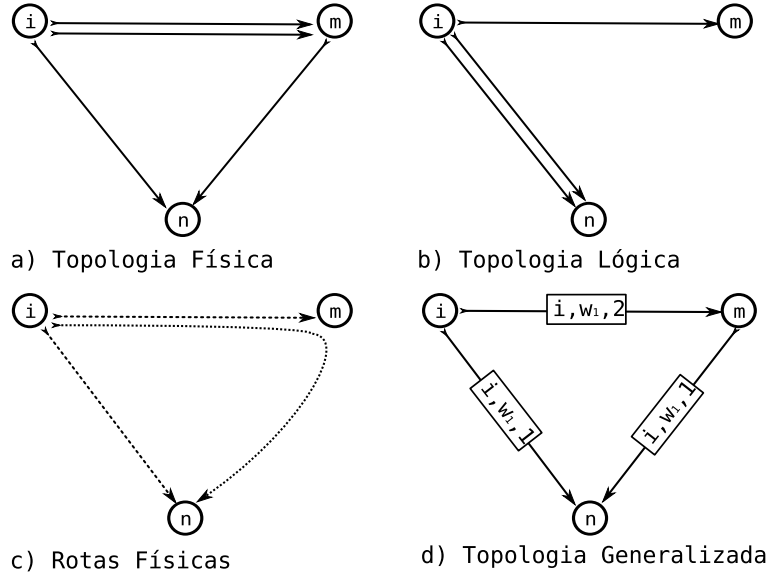 i
m
n
a) Topologia Física
i
m
n
b) Topologia Lógica
i
m
n
c) Rotas Físicas
i
i,w₁,2
m
i,w₁,1
i,w₁,1
n
d) Topologia Generalizada